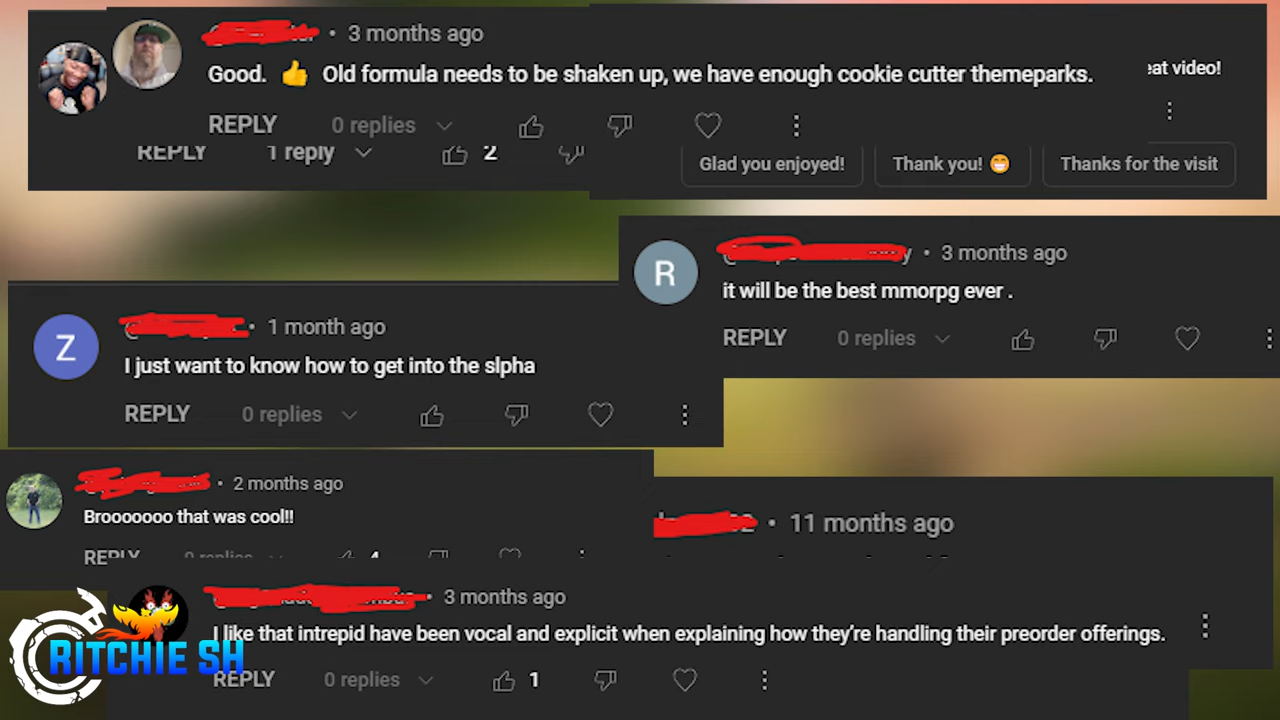 • 3 months ago
Good. 👍 Old formula needs to be shaken up, we have enough cookie cutter themeparks.
eat video!
REPLY 0 replies
REPLY 1 reply 2
Glad you enjoyed! Thank you! 😁 Thanks for the visit
• 3 months ago
R
it will be the best mmorpg ever .
REPLY 0 replies
• 1 month ago
Z
I just want to know how to get into the slpha
REPLY 0 replies
• 2 months ago
Brooooooo that was cool!!
REPLY 0 replies 4
• 11 months ago
• 3 months ago
I like that intrepid have been vocal and explicit when explaining how they're handling their preorder offerings.
RITCHIE SH
REPLY 0 replies 1